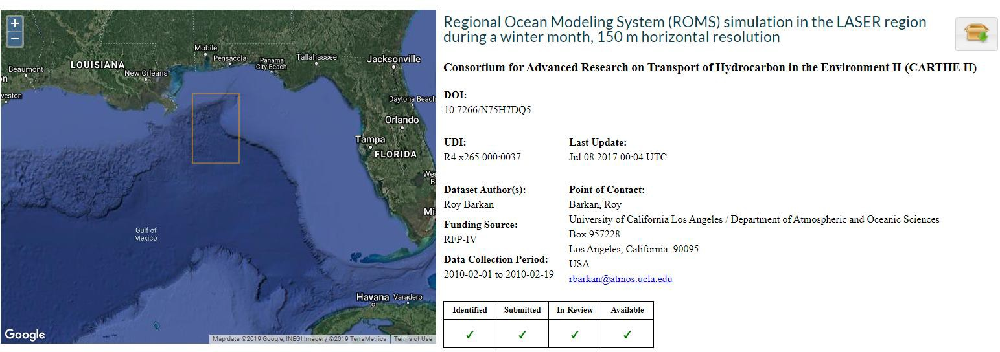 +
−
Mobile
Pensacola
Panama
City Beach
Tallahassee
Jacksonville
Beaumont
LOUISIANA
New Orleans
Daytona Beach
Orlando
Tampa
FLORIDA
Gulf of
Mexico
Havana
Varadero
Google
Map data ©2019 Google, INEGI Imagery ©2019 TerraMetrics
Terms of Use
Regional Ocean Modeling System (ROMS) simulation in the LASER region
during a winter month, 150 m horizontal resolution
Consortium for Advanced Research on Transport of Hydrocarbon in the Environment II (CARTHE II)
DOI:
10.7266/N75H7DQ5
UDI:
R4.x265.000:0037
Last Update:
Jul 08 2017 00:04 UTC
Dataset Author(s):
Roy Barkan
Funding Source:
RFP-IV
Data Collection Period:
2010-02-01 to 2010-02-19
Point of Contact:
Barkan, Roy
University of California Los Angeles / Department of Atmospheric and Oceanic Sciences
Box 957228
Los Angeles, California 90095
USA
rbarkan@atmos.ucla.edu
Identified Submitted In-Review Available
✓ ✓ ✓ ✓